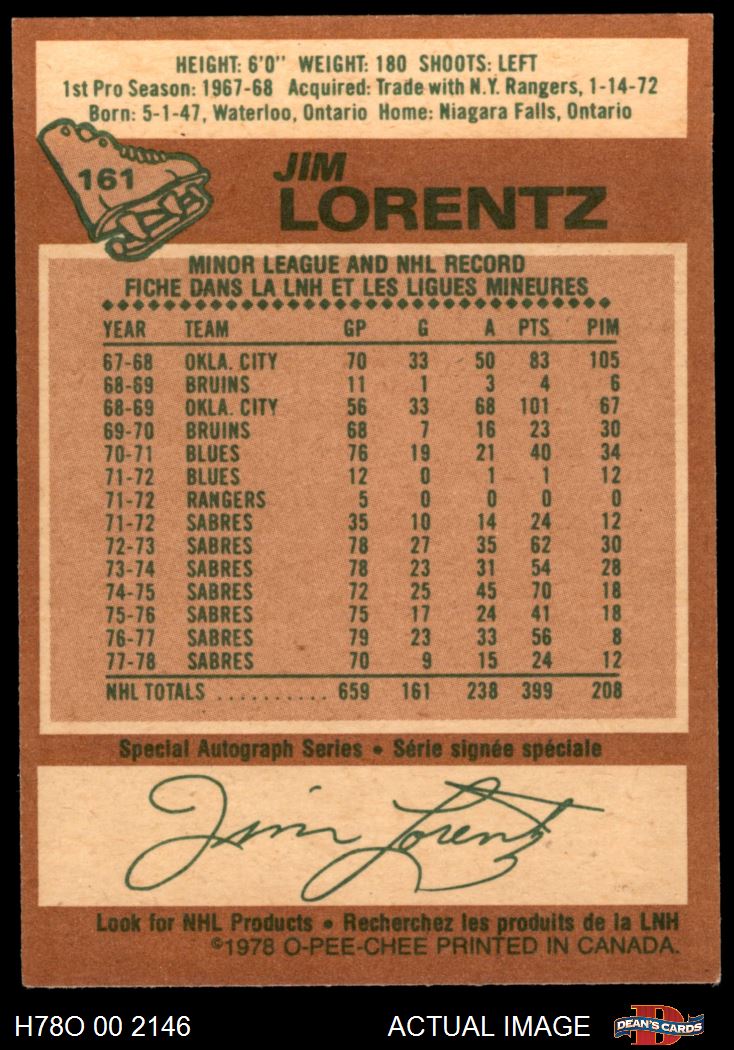 HEIGHT: 6'0" WEIGHT: 180 SHOOTS: LEFT
1st Pro Season: 1967-68 Acquired: Trade with N.Y. Rangers, 1-14-72
Born: 5-1-47, Waterloo, Ontario Home: Niagara Falls, Ontario
161
JIM
LORENTZ
MINOR LEAGUE AND NHL RECORD
FICHE DANS LA LNH ET LES LIGUES MINEURES
YEAR TEAM GP G A PTS PIM
67-68 OKLA. CITY 70 33 50 83 105
68-69 BRUINS 11 1 3 4 6
68-69 OKLA. CITY 56 33 68 101 67
69-70 BRUINS 68 7 16 23 30
70-71 BLUES 76 19 21 40 34
71-72 BLUES 12 0 1 1 12
71-72 RANGERS 5 0 0 0 0
71-72 SABRES 35 10 14 24 12
72-73 SABRES 78 27 35 62 30
73-74 SABRES 78 23 31 54 28
74-75 SABRES 72 25 45 70 18
75-76 SABRES 75 17 24 41 18
76-77 SABRES 79 23 33 56 8
77-78 SABRES 70 9 15 24 12
NHL TOTALS .......... 659 161 238 399 208
Special Autograph Series • Série signée spéciale
Jim Lorentz
Look for NHL Products • Recherchez les produits de la LNH
©1978 O-PEE-CHEE PRINTED IN CANADA.
H78O 00 2146 ACTUAL IMAGE D DEAN'S CARDS